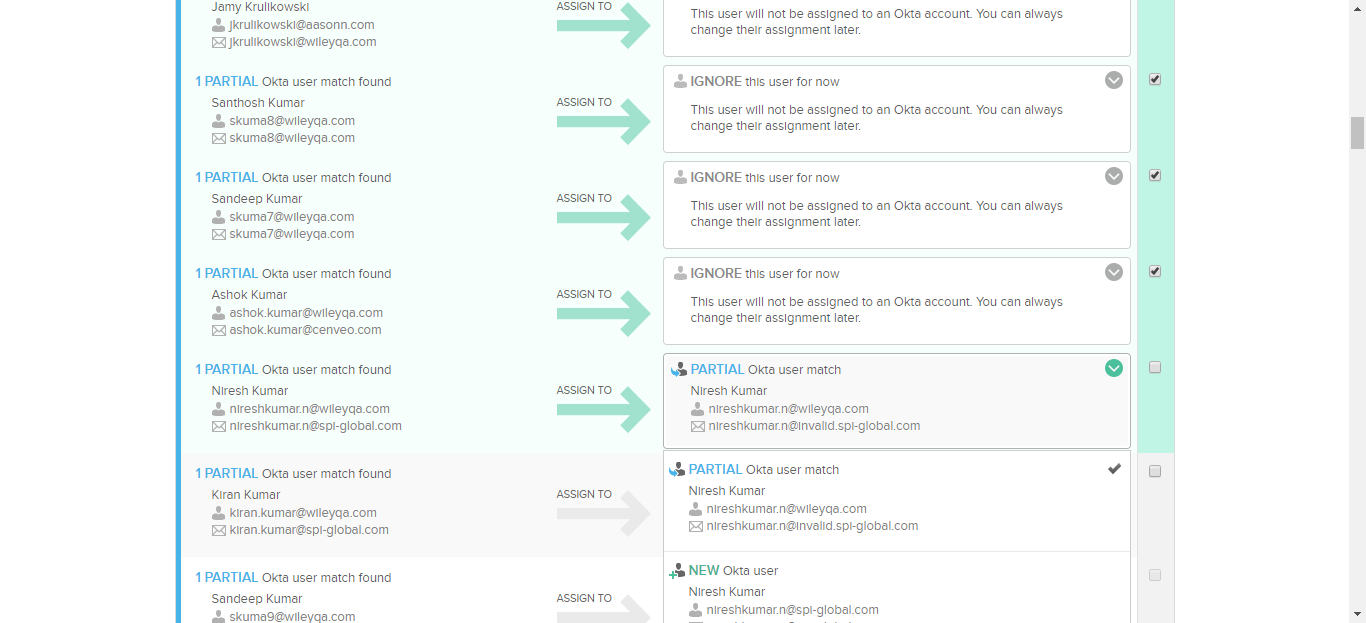 Jamy Krulikowski
jkrulikowski@aasonn.com
jkrulikowski@wileyqa.com
ASSIGN TO
This user will not be assigned to an Okta account. You can always
change their assignment later.
1 PARTIAL Okta user match found
Santhosh Kumar
skuma8@wileyqa.com
skuma8@wileyqa.com
ASSIGN TO
IGNORE this user for now
This user will not be assigned to an Okta account. You can always
change their assignment later.
1 PARTIAL Okta user match found
Sandeep Kumar
skuma7@wileyqa.com
skuma7@wileyqa.com
ASSIGN TO
IGNORE this user for now
This user will not be assigned to an Okta account. You can always
change their assignment later.
1 PARTIAL Okta user match found
Ashok Kumar
ashok.kumar@wileyqa.com
ashok.kumar@cenveo.com
ASSIGN TO
IGNORE this user for now
This user will not be assigned to an Okta account. You can always
change their assignment later.
1 PARTIAL Okta user match found
Niresh Kumar
nireshkumar.n@wileyqa.com
nireshkumar.n@spi-global.com
ASSIGN TO
PARTIAL Okta user match
Niresh Kumar
nireshkumar.n@wileyqa.com
nireshkumar.n@invalid.spi-global.com
1 PARTIAL Okta user match found
Kiran Kumar
kiran.kumar@wileyqa.com
kiran.kumar@spi-global.com
ASSIGN TO
PARTIAL Okta user match
Niresh Kumar
nireshkumar.n@wileyqa.com
nireshkumar.n@invalid.spi-global.com
1 PARTIAL Okta user match found
Sandeep Kumar
skuma9@wileyqa.com
ASSIGN TO
NEW Okta user
Niresh Kumar
nireshkumar.n@spi-global.com